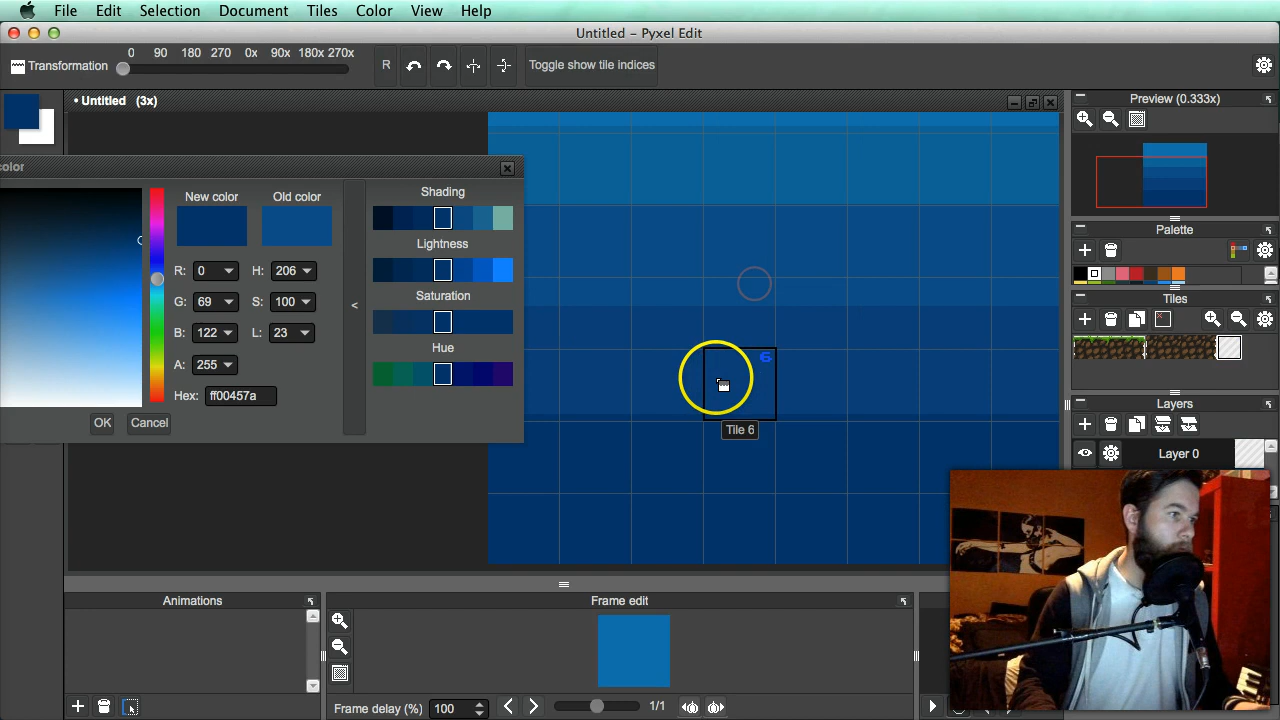 File Edit Selection Document Tiles Color View Help
Untitled – Pyxel Edit
Transformation
0 90 180 270 0x 90x 180x 270x
R
Toggle show tile indices
• Untitled (3x)
Preview (0.333x)
color
New color
Old color
R: 0
H: 206
G: 69
S: 100
B: 122
L: 23
A: 255
Hex: ff00457a
OK
Cancel
<
Shading
Lightness
Saturation
Hue
6
Tile 6
Palette
Tiles
Layers
Layer 0
Animations
Frame edit
Frame delay (%) 100
1/1